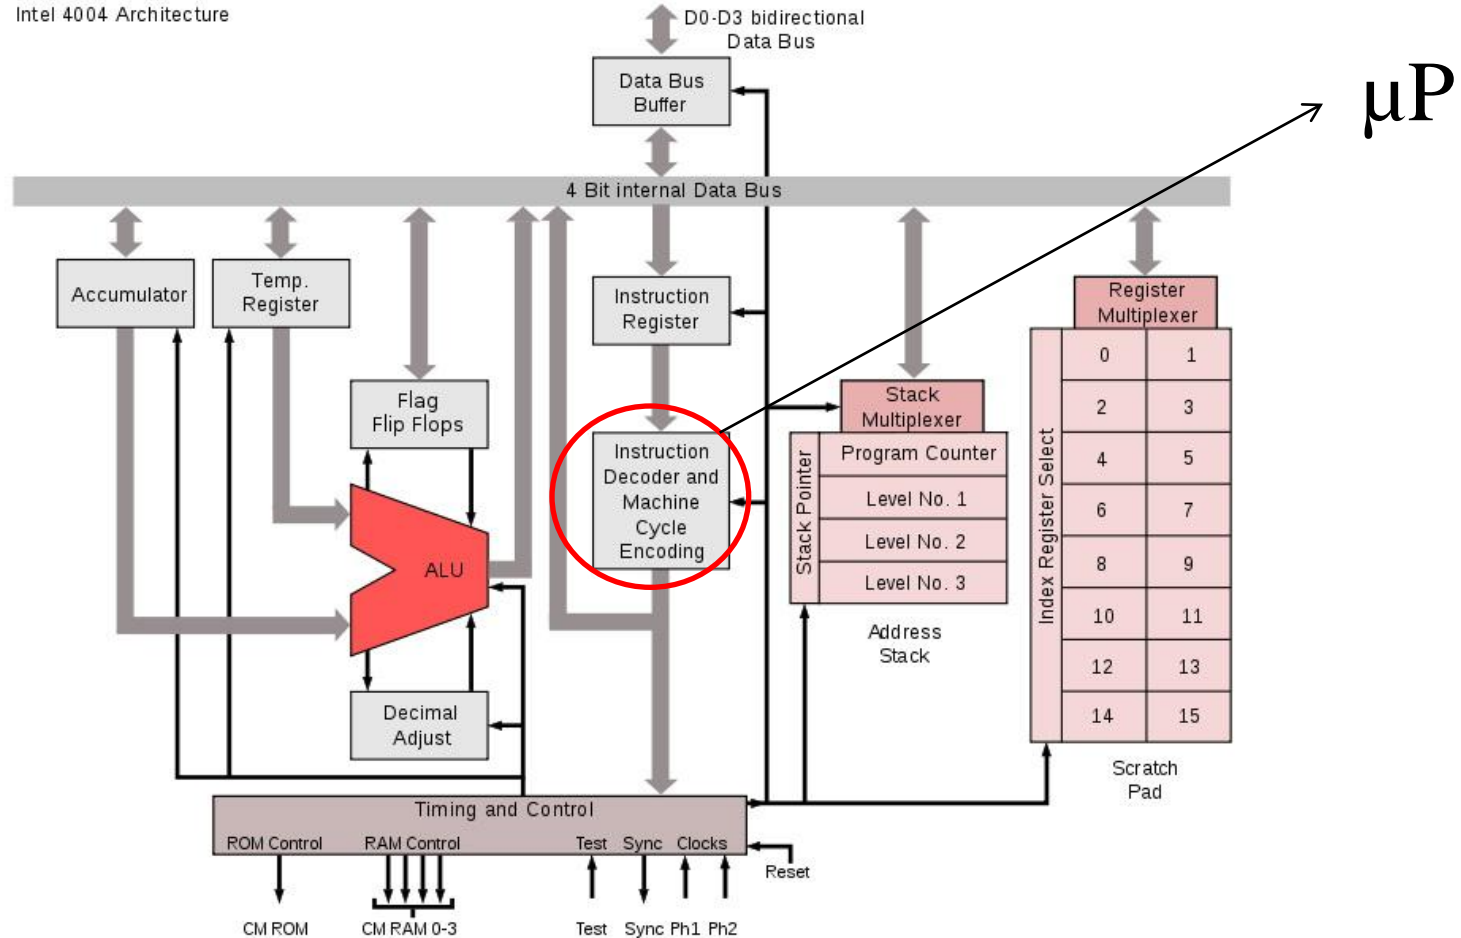 Intel 4004 Architecture
D0-D3 bidirectional
Data Bus
μP
Data Bus
Buffer
4 Bit internal Data Bus
Accumulator
Temp.
Register
Instruction
Register
Register
Multiplexer
Flag
Flip Flops
Stack
Multiplexer
Instruction
Decoder and
Machine
Cycle
Encoding
Stack Pointer
Program Counter
Level No. 1
Level No. 2
Level No. 3
Address
Stack
Index Register Select
0 1
2 3
4 5
6 7
8 9
10 11
12 13
14 15
Scratch
Pad
ALU
Decimal
Adjust
Timing and Control
ROM Control RAM Control Test Sync Clocks
Reset
CM ROM CM RAM 0-3 Test Sync Ph1 Ph2